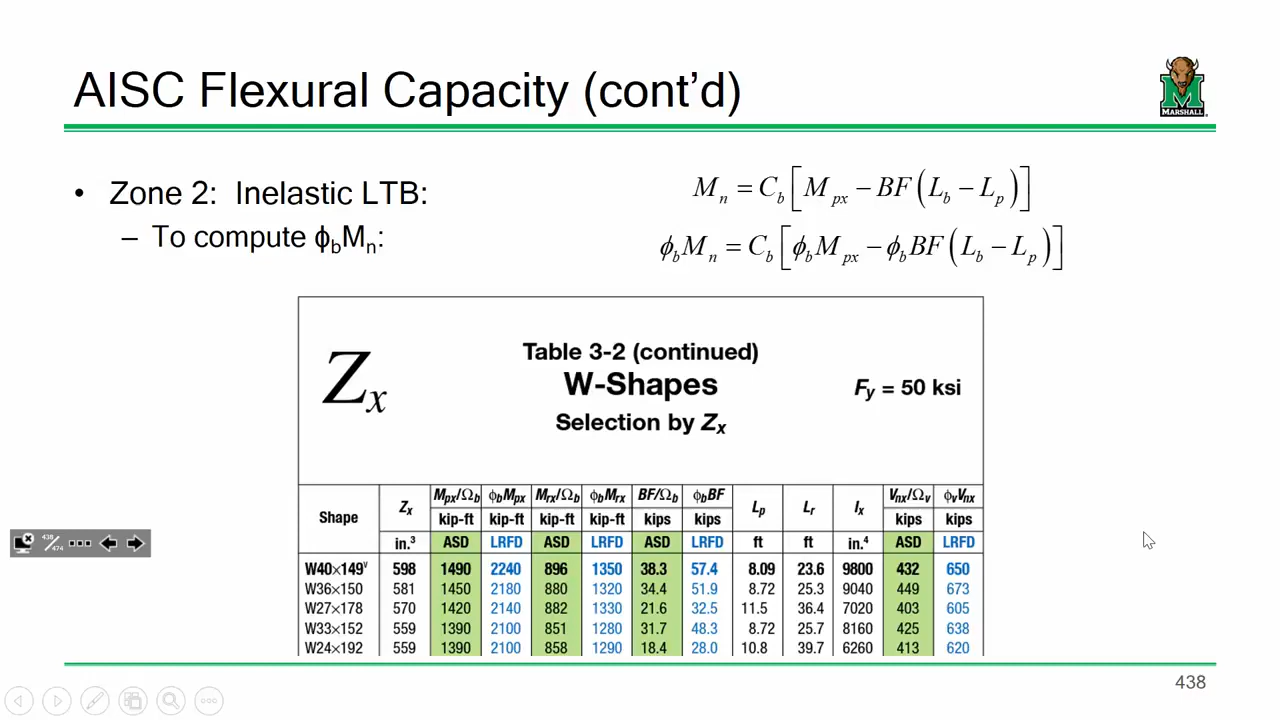 AISC Flexural Capacity (cont’d)
MARSHALL
• Zone 2: Inelastic LTB:
– To compute ϕbMn:
Mn = Cb[Mpx − BF(Lb − Lp)]
ϕbMn = Cb[ϕbMpx − ϕbBF(Lb − Lp)]
Zx
Table 3-2 (continued)
W-Shapes
Selection by Zx
Fy = 50 ksi
Shape Zx Mpx/Ωb ϕbMpx Mrx/Ωb ϕbMrx BF/Ωb ϕbBF Lp Lr Ix Vnx/Ωv ϕvVnx
kip-ft kip-ft kip-ft kip-ft kips kips kips kips
in.³ ASD LRFD ASD LRFD ASD LRFD ft ft in.⁴ ASD LRFD
W40×149ᵛ 598 1490 2240 896 1350 38.3 57.4 8.09 23.6 9800 432 650
W36×150 581 1450 2180 880 1320 34.4 51.9 8.72 25.3 9040 449 673
W27×178 570 1420 2140 882 1330 21.6 32.5 11.5 36.4 7020 403 605
W33×152 559 1390 2100 851 1280 31.7 48.3 8.72 25.7 8160 425 638
W24×192 559 1390 2100 858 1290 18.4 28.0 10.8 39.7 6260 413 620
438/474
438